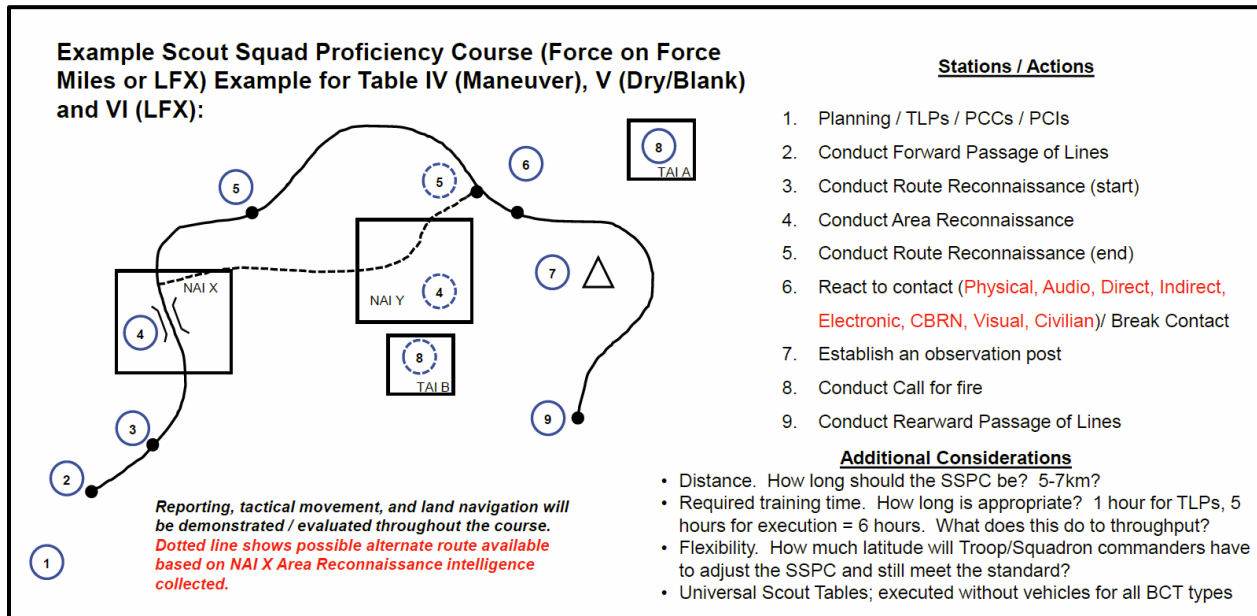 Example Scout Squad Proficiency Course (Force on Force
Miles or LFX) Example for Table IV (Maneuver), V (Dry/Blank)
and VI (LFX):
5
5
6
8
TAI A
NAI X
4
NAI Y
4
7
8
TAI B
3
9
2
1
Reporting, tactical movement, and land navigation will
be demonstrated / evaluated throughout the course.
Dotted line shows possible alternate route available
based on NAI X Area Reconnaissance intelligence
collected.
Stations / Actions
1. Planning / TLPs / PCCs / PCIs
2. Conduct Forward Passage of Lines
3. Conduct Route Reconnaissance (start)
4. Conduct Area Reconnaissance
5. Conduct Route Reconnaissance (end)
6. React to contact (Physical, Audio, Direct, Indirect,
Electronic, CBRN, Visual, Civilian)/ Break Contact
7. Establish an observation post
8. Conduct Call for fire
9. Conduct Rearward Passage of Lines
Additional Considerations
• Distance. How long should the SSPC be? 5-7km?
• Required training time. How long is appropriate? 1 hour for TLPs, 5
hours for execution = 6 hours. What does this do to throughput?
• Flexibility. How much latitude will Troop/Squadron commanders have
to adjust the SSPC and still meet the standard?
• Universal Scout Tables; executed without vehicles for all BCT types